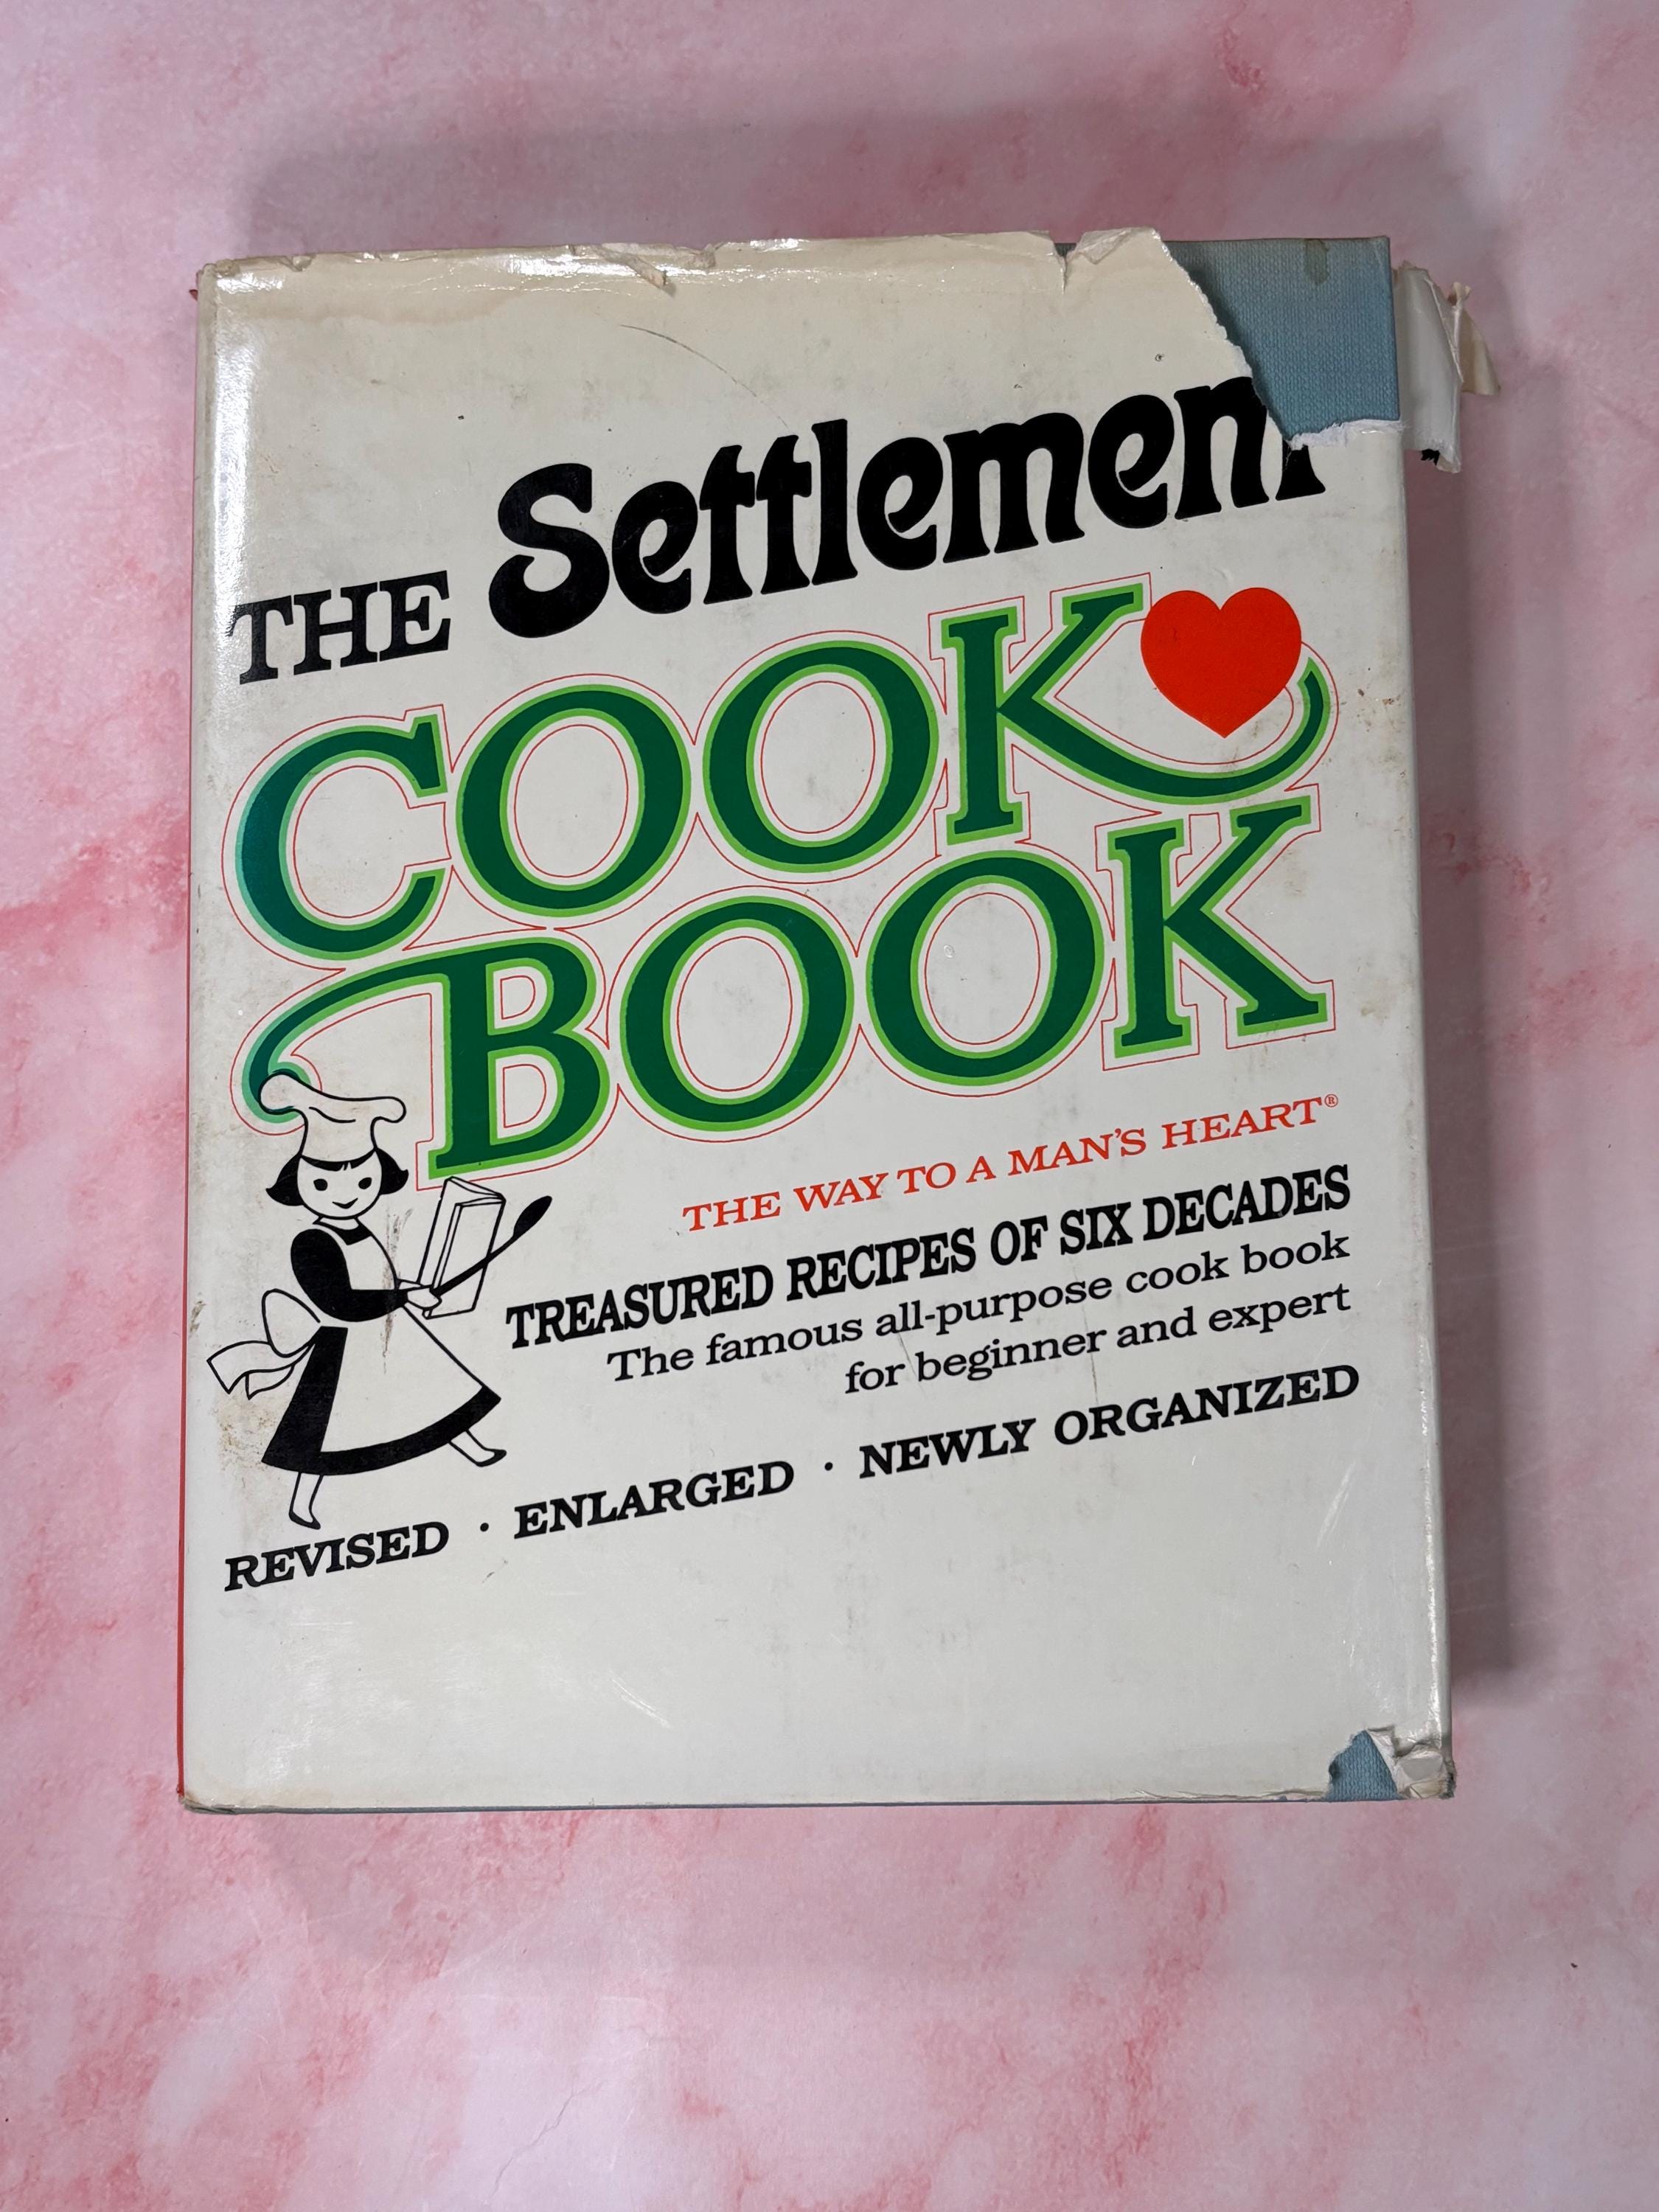 THE Settlement
COOK
BOOK
THE WAY TO A MAN'S HEART®
TREASURED RECIPES OF SIX DECADES
The famous all-purpose cook book
for beginner and expert
REVISED · ENLARGED · NEWLY ORGANIZED